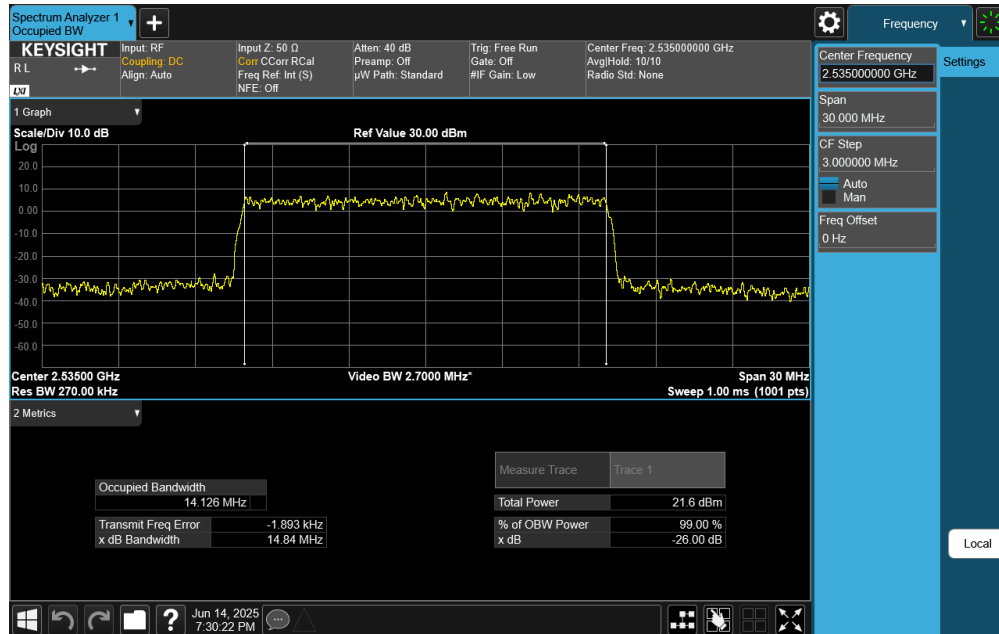 Spectrum Analyzer 1
Occupied BW
Frequency
KEYSIGHT
R L
LXI
Input: RF
Coupling: DC
Align: Auto
Input Z: 50 Ω
Corr CCorr RCal
Freq Ref: Int (S)
NFE: Off
Atten: 40 dB
Preamp: Off
µW Path: Standard
Trig: Free Run
Gate: Off
#IF Gain: Low
Center Freq: 2.535000000 GHz
Avg|Hold: 10/10
Radio Std: None
Center Frequency
2.535000000 GHz
Settings
Span
30.000 MHz
CF Step
3.000000 MHz
Auto
Man
Freq Offset
0 Hz
Local
1 Graph
Scale/Div 10.0 dB
Ref Value 30.00 dBm
Log
20.0
10.0
0.00
-10.0
-20.0
-30.0
-40.0
-50.0
-60.0
Center 2.53500 GHz
Video BW 2.7000 MHz*
Span 30 MHz
Res BW 270.00 kHz
Sweep 1.00 ms (1001 pts)
2 Metrics
Measure Trace Trace 1
Occupied Bandwidth
14.126 MHz
Total Power 21.6 dBm
Transmit Freq Error -1.893 kHz
% of OBW Power 99.00 %
x dB Bandwidth 14.84 MHz
x dB -26.00 dB
Jun 14, 2025
7:30:22 PM